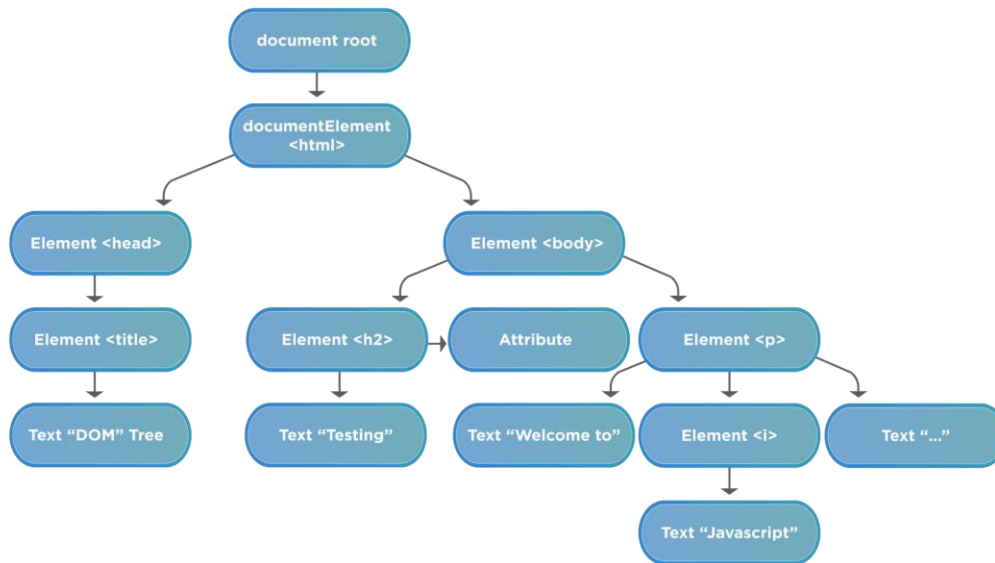 document root
documentElement
<html>
Element <head>
Element <body>
Element <title>
Element <h2>
Attribute
Element <p>
Text “DOM” Tree
Text “Testing”
Text “Welcome to”
Element <i>
Text “...”
Text “Javascript”